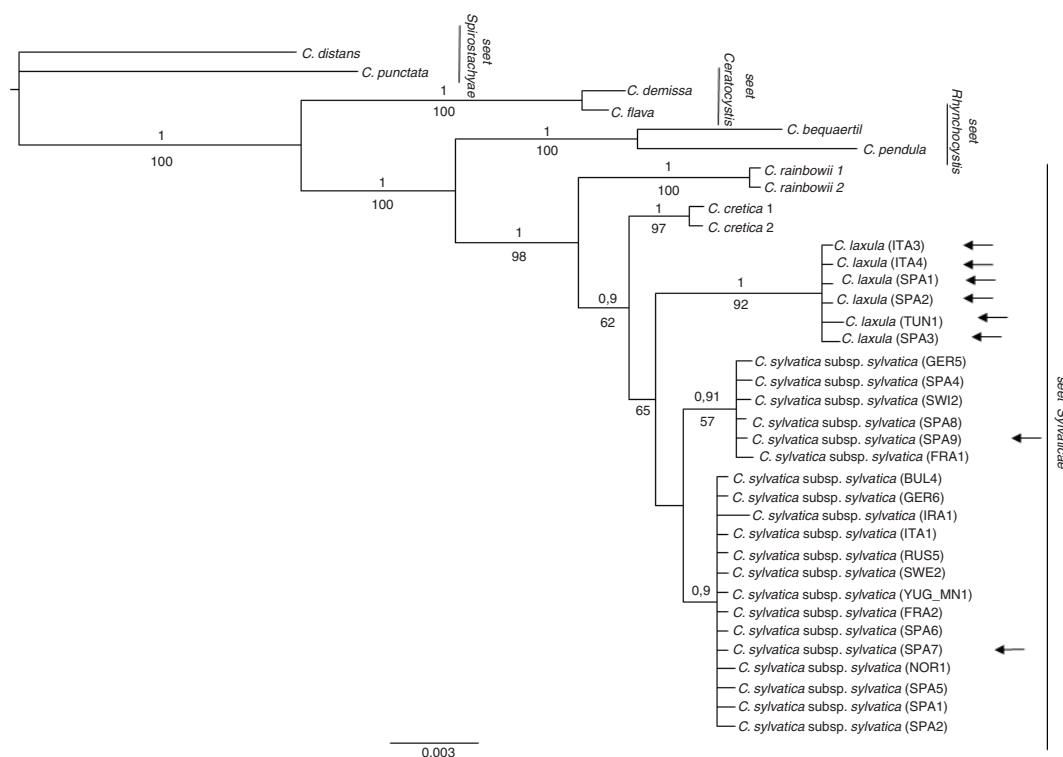 C. distans
C. punctata
seet
Spirostachyae
1
100
1
100
C. demissa
C. flava
seet
Ceratocystis
1
100
1
100
C. bequaertil
C. pendula
seet
Rhynchocystis
1
98
1
100
C. rainbowii 1
C. rainbowii 2
0,9
62
1
97
C. cretica 1
C. cretica 2
65
1
92
C. laxula (ITA3)
C. laxula (ITA4)
C. laxula (SPA1)
C. laxula (SPA2)
C. laxula (TUN1)
C. laxula (SPA3)
0,91
57
C. sylvatica subsp. sylvatica (GER5)
C. sylvatica subsp. sylvatica (SPA4)
C. sylvatica subsp. sylvatica (SWI2)
C. sylvatica subsp. sylvatica (SPA8)
C. sylvatica subsp. sylvatica (SPA9)
C. sylvatica subsp. sylvatica (FRA1)
0,9
C. sylvatica subsp. sylvatica (BUL4)
C. sylvatica subsp. sylvatica (GER6)
C. sylvatica subsp. sylvatica (IRA1)
C. sylvatica subsp. sylvatica (ITA1)
C. sylvatica subsp. sylvatica (RUS5)
C. sylvatica subsp. sylvatica (SWE2)
C. sylvatica subsp. sylvatica (YUG_MN1)
C. sylvatica subsp. sylvatica (FRA2)
C. sylvatica subsp. sylvatica (SPA6)
C. sylvatica subsp. sylvatica (SPA7)
C. sylvatica subsp. sylvatica (NOR1)
C. sylvatica subsp. sylvatica (SPA5)
C. sylvatica subsp. sylvatica (SPA1)
C. sylvatica subsp. sylvatica (SPA2)
seet Sylvaticae
0.003